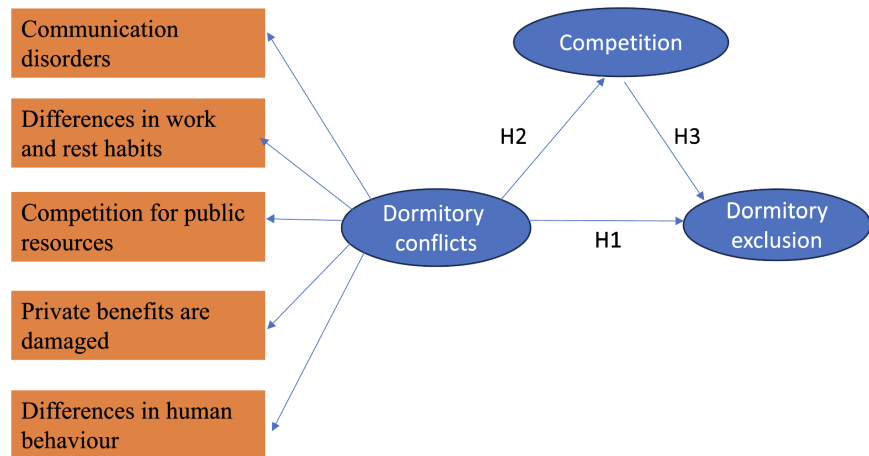 Communication
disorders
Differences in work
and rest habits
Competition for public
resources
Private benefits are
damaged
Differences in human
behaviour
Dormitory
conflicts
Competition
H2
H3
H1
Dormitory
exclusion